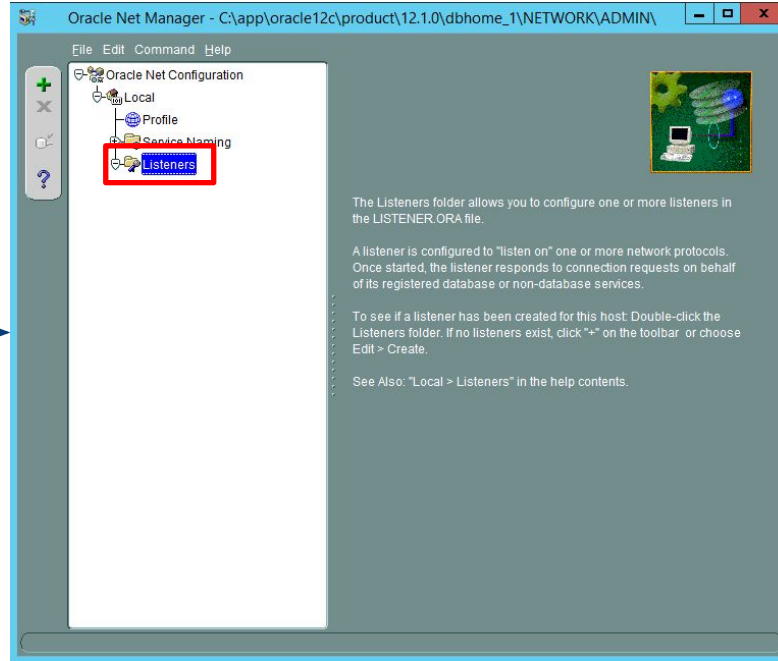 Oracle Net Manager - C:\app\oracle12c\product\12.1.0\dbhome_1\NETWORK\ADMIN\
File Edit Command Help
Oracle Net Configuration
Local
Profile
Service Naming
Listeners
The Listeners folder allows you to configure one or more listeners in
the LISTENER.ORA file.
A listener is configured to "listen on" one or more network protocols.
Once started, the listener responds to connection requests on behalf
of its registered database or non-database services.
To see if a listener has been created for this host: Double-click the
Listeners folder. If no listeners exist, click "+" on the toolbar or choose
Edit > Create.
See Also: "Local > Listeners" in the help contents.